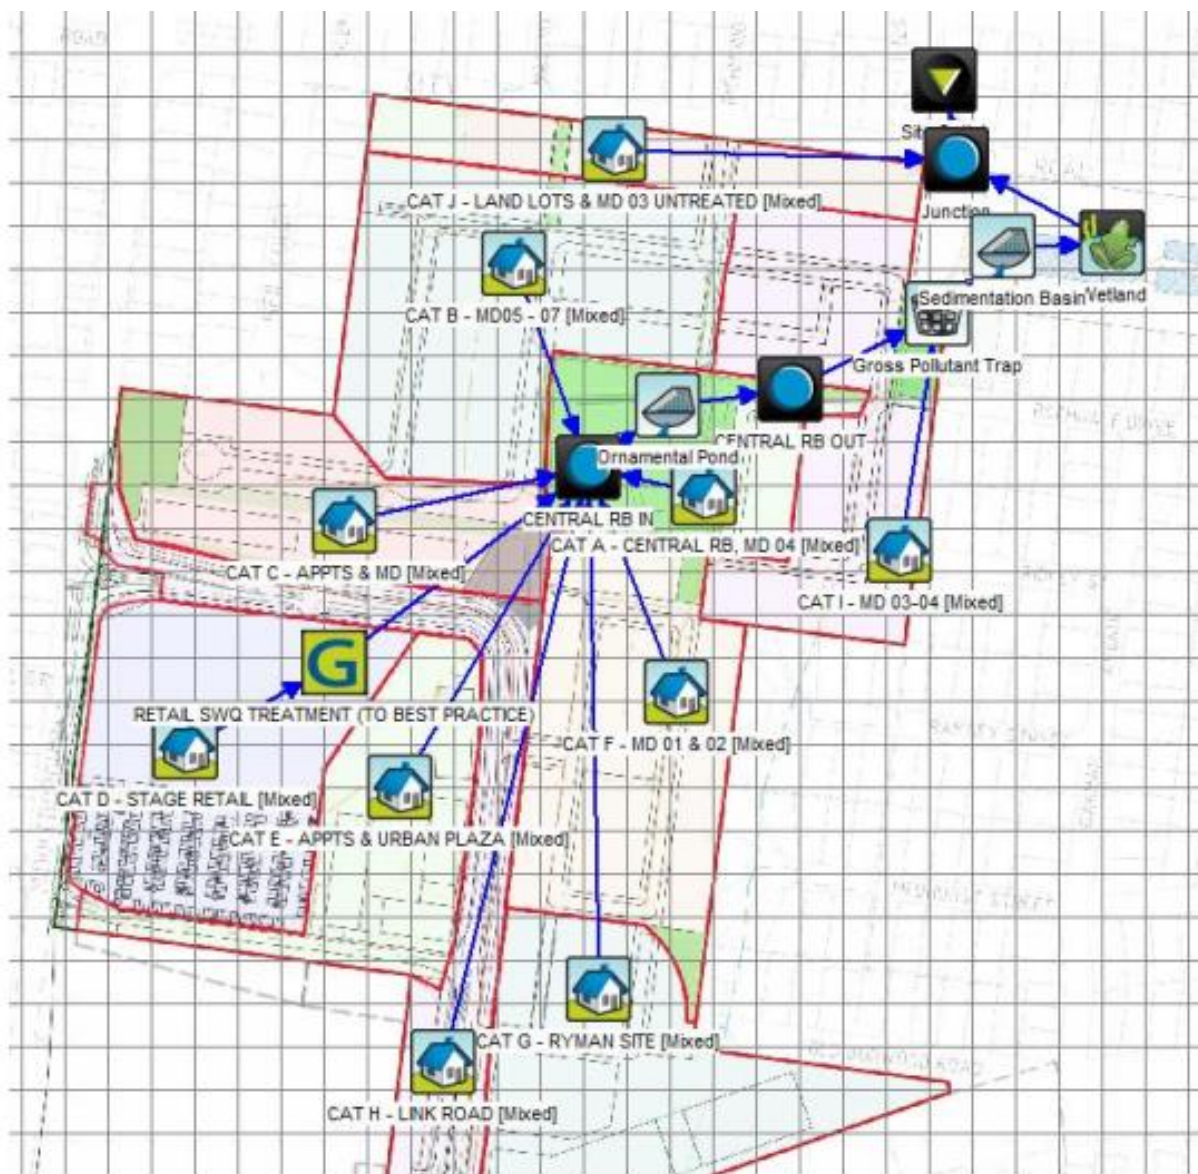 ROAD
CAT J - LAND LOTS & MD 03 UNTREATED [Mixed]
Junction
CAT B - MD05 - 07 [Mixed]
Sedimentation Basin
Wetland
Gross Pollutant Trap
CENTRAL RB OUT
Ornamental Pond
CENTRAL RB IN
CAT A - CENTRAL RB, MD 04 [Mixed]
CAT C - APPTS & MD [Mixed]
CAT I - MD 03-04 [Mixed]
G
RETAIL SWQ TREATMENT (TO BEST PRACTICE)
CAT F - MD 01 & 02 [Mixed]
CAT D - STAGE RETAIL [Mixed]
CAT E - APPTS & URBAN PLAZA [Mixed]
CAT G - RYMAN SITE [Mixed]
CAT H - LINK ROAD [Mixed]